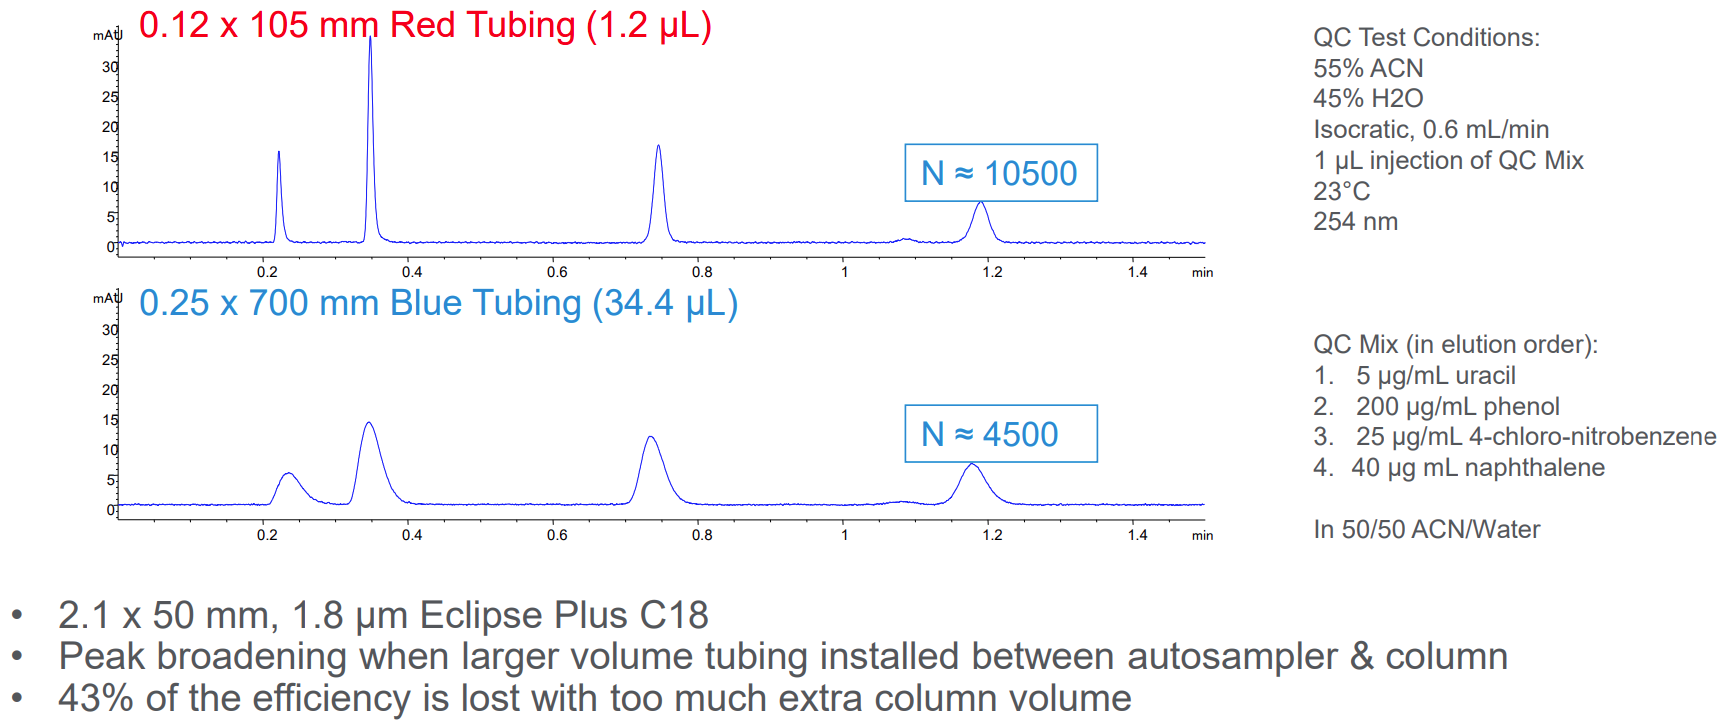 0.12 x 105 mm Red Tubing (1.2 µL)
mAU
30
25
20
15
10
5
0
N ≈ 10500
0.2 0.4 0.6 0.8 1 1.2 1.4 min
QC Test Conditions:
55% ACN
45% H2O
Isocratic, 0.6 mL/min
1 µL injection of QC Mix
23°C
254 nm
0.25 x 700 mm Blue Tubing (34.4 µL)
mAU
30
25
20
15
10
5
0
N ≈ 4500
0.2 0.4 0.6 0.8 1 1.2 1.4 min
QC Mix (in elution order):
1. 5 µg/mL uracil
2. 200 µg/mL phenol
3. 25 µg/mL 4-chloro-nitrobenzene
4. 40 µg mL naphthalene
In 50/50 ACN/Water
• 2.1 x 50 mm, 1.8 µm Eclipse Plus C18
• Peak broadening when larger volume tubing installed between autosampler & column
• 43% of the efficiency is lost with too much extra column volume